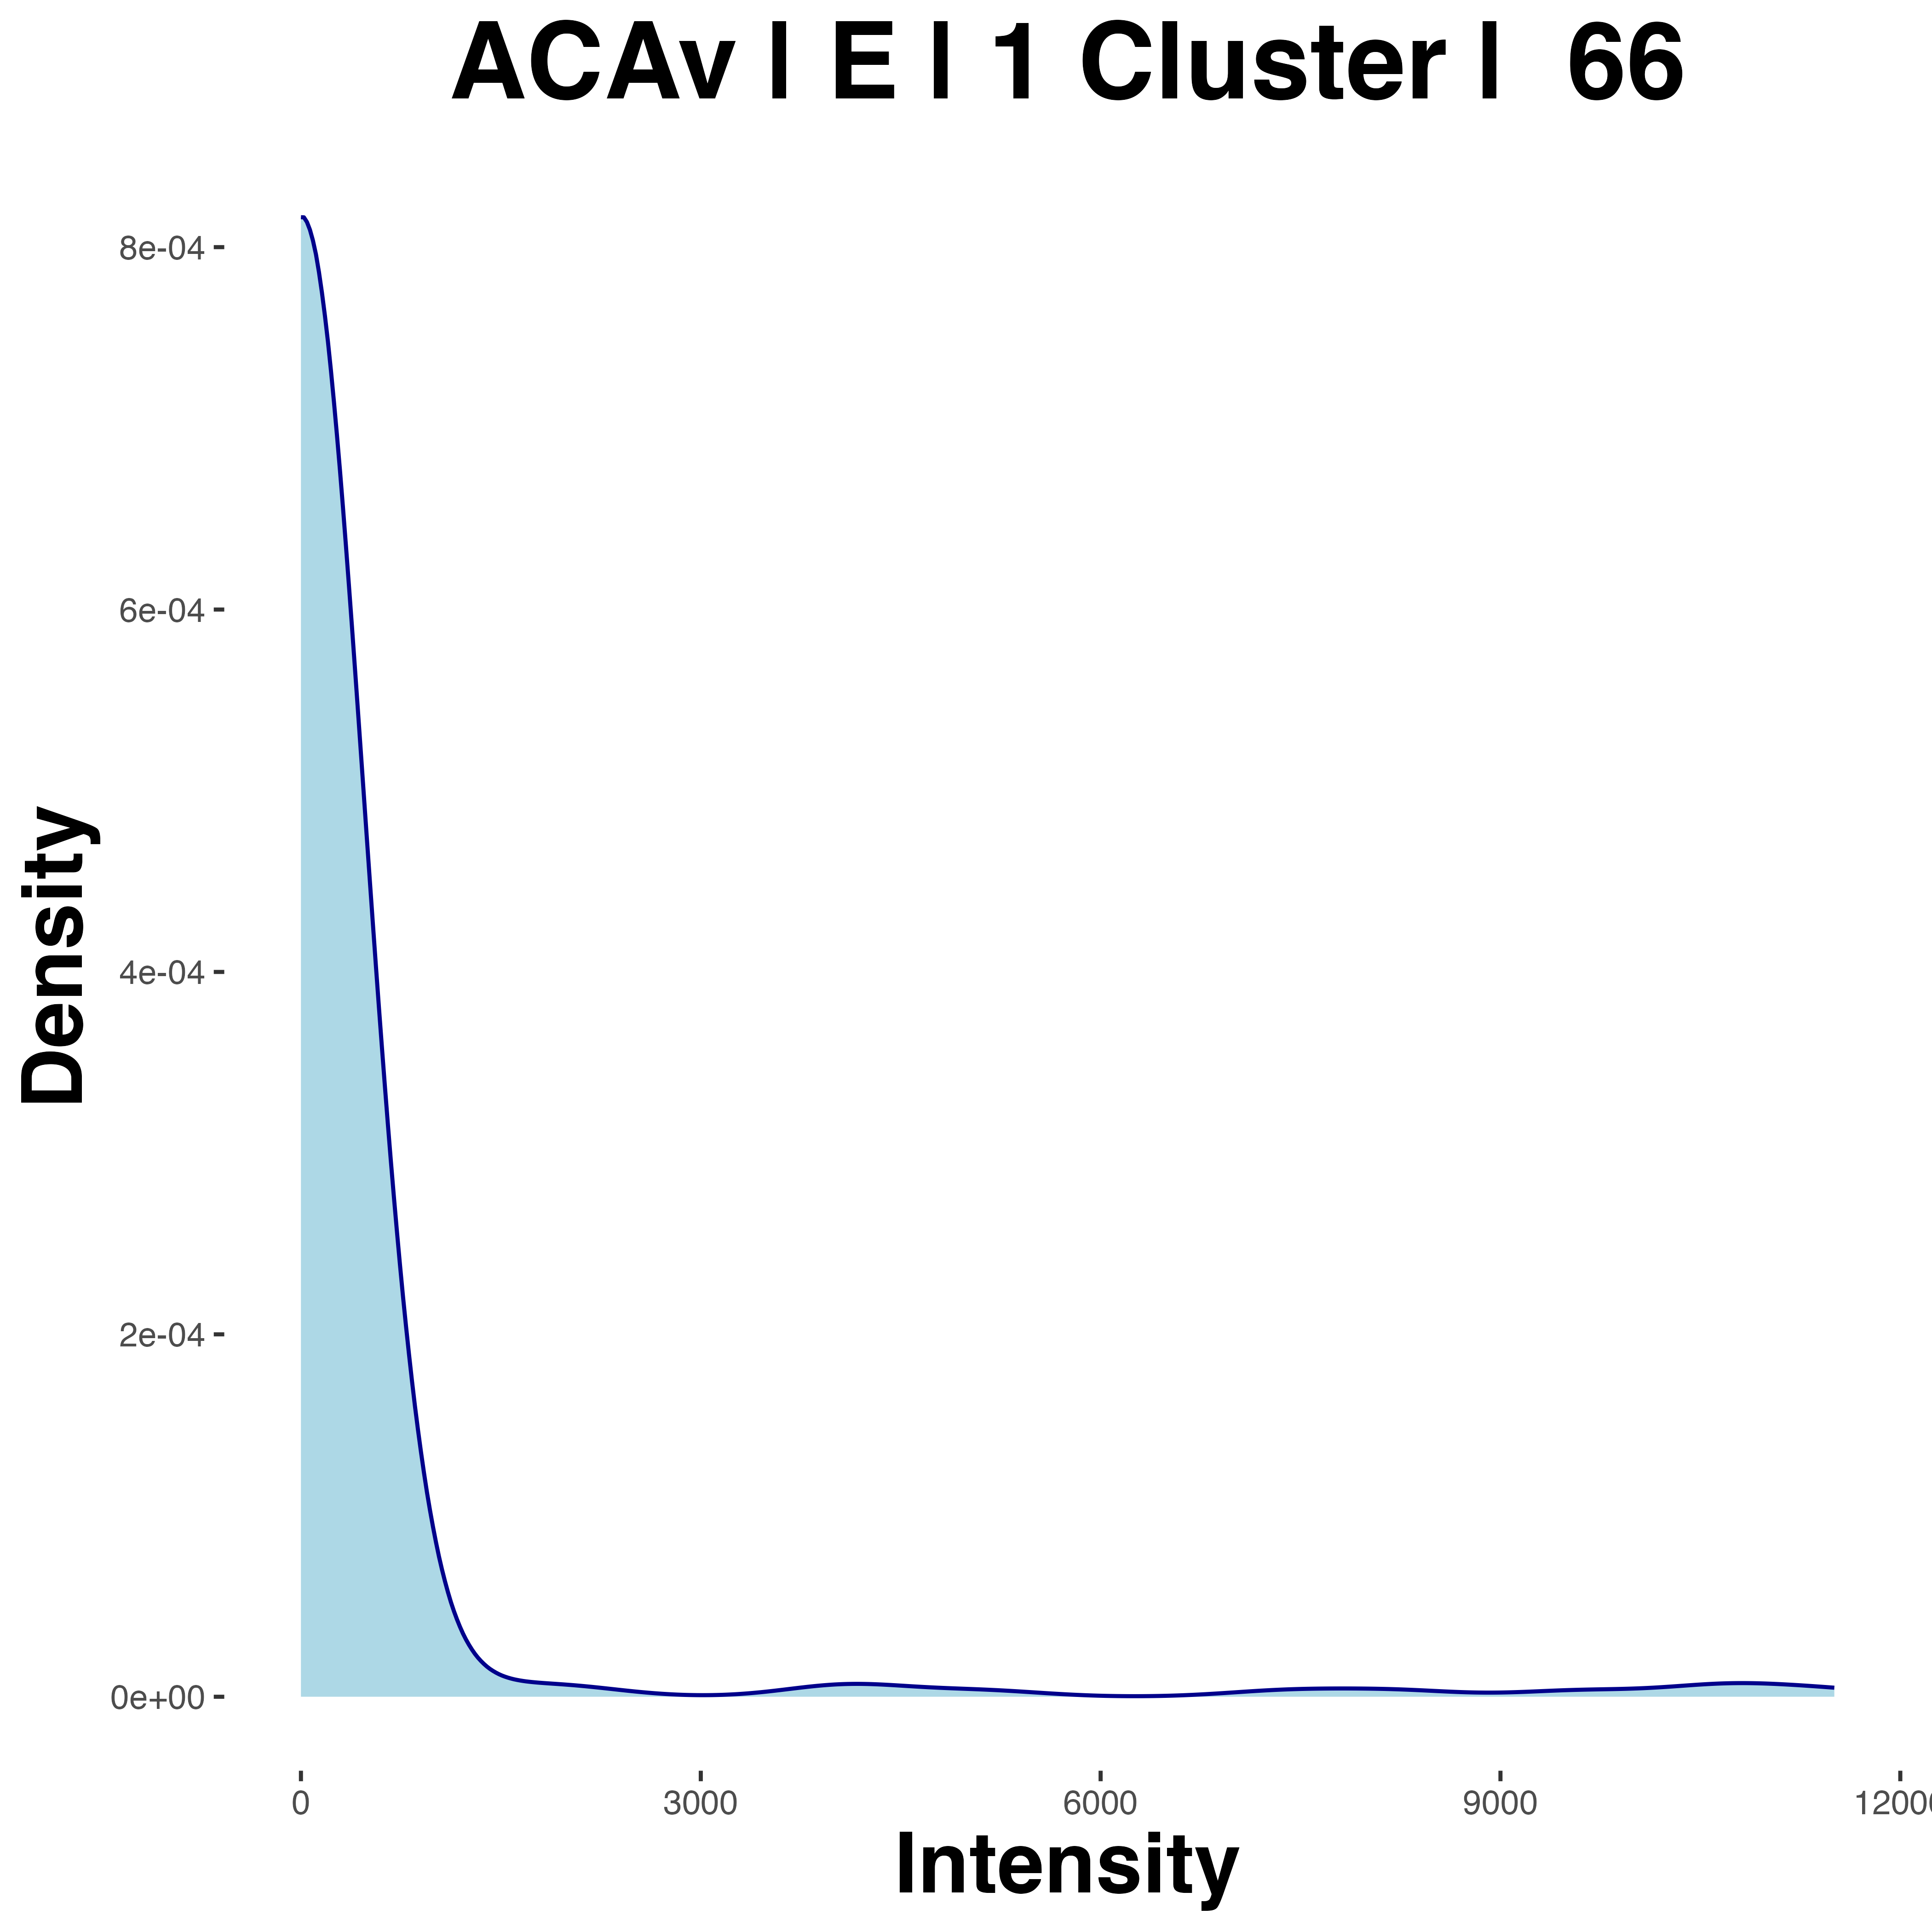 ACAv | E | 1 Cluster | 66
8e-04
6e-04
4e-04
2e-04
0e+00
Density
0
3000
6000
9000
Intensity